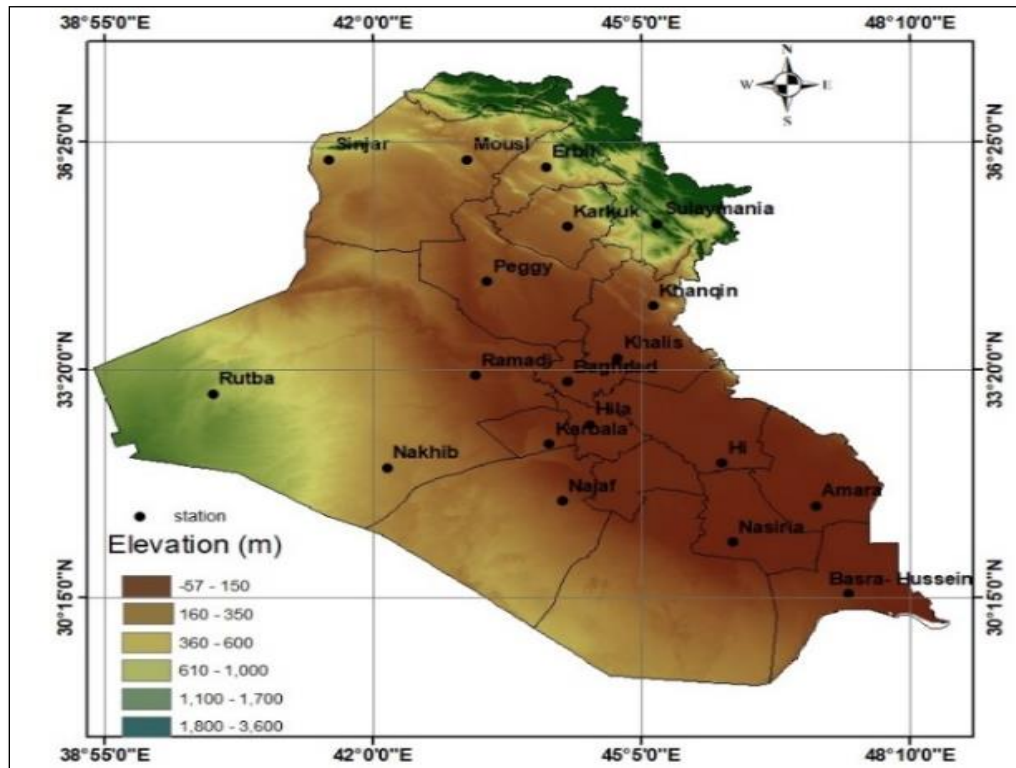 38°55'0"E
42°0'0"E
45°5'0"E
48°10'0"E
N
W
E
S
36°25'0"N
36°25'0"N
Sinjar
Mousl
Erbil
Karkuk
Sulaymania
Peggy
Khanqin
33°20'0"N
33°20'0"N
Khalis
Ramadi
Baghdad
Rutba
Hila
Kerbala
Nakhib
Hi
Najaf
Amara
Nasiria
station
Elevation (m)
Basra- Hussein
30°15'0"N
30°15'0"N
-57 - 150
160 - 350
360 - 600
610 - 1,000
1,100 - 1,700
1,800 - 3,600
38°55'0"E
42°0'0"E
45°5'0"E
48°10'0"E